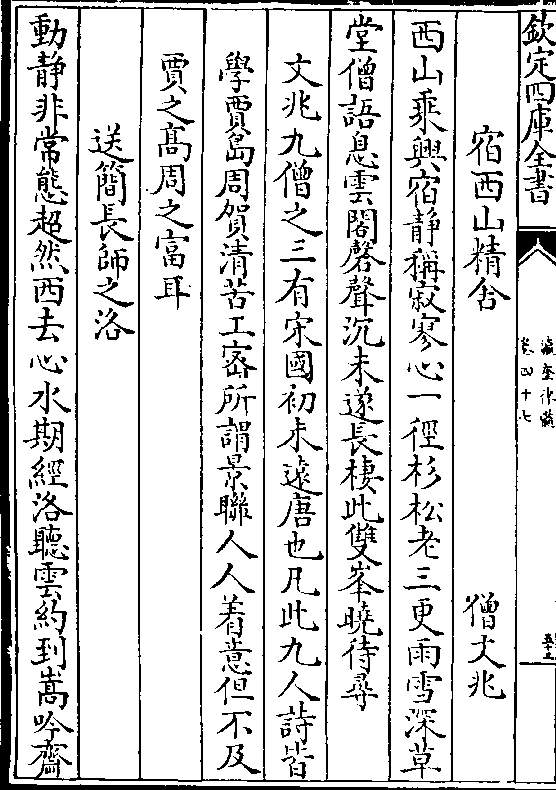 欽定四庫全書
瀛奎律髓
卷四十七
宿西山精舍 僧文兆
西山乘興宿静稱寂寥心一徑杉松老三更雨雪深草
堂僧語息雲閣磬聲沉未遂長棲此雙峯曉待尋
文兆九僧之三有宋國初未遠唐也凡此九人詩皆
學賈島周賀清苦工宻所謂景聯人人着意但不及
賈之髙周之富耳
送簡長師之洛
動静非常態超然西去心水期經洛聽雲約到嵩吟齋